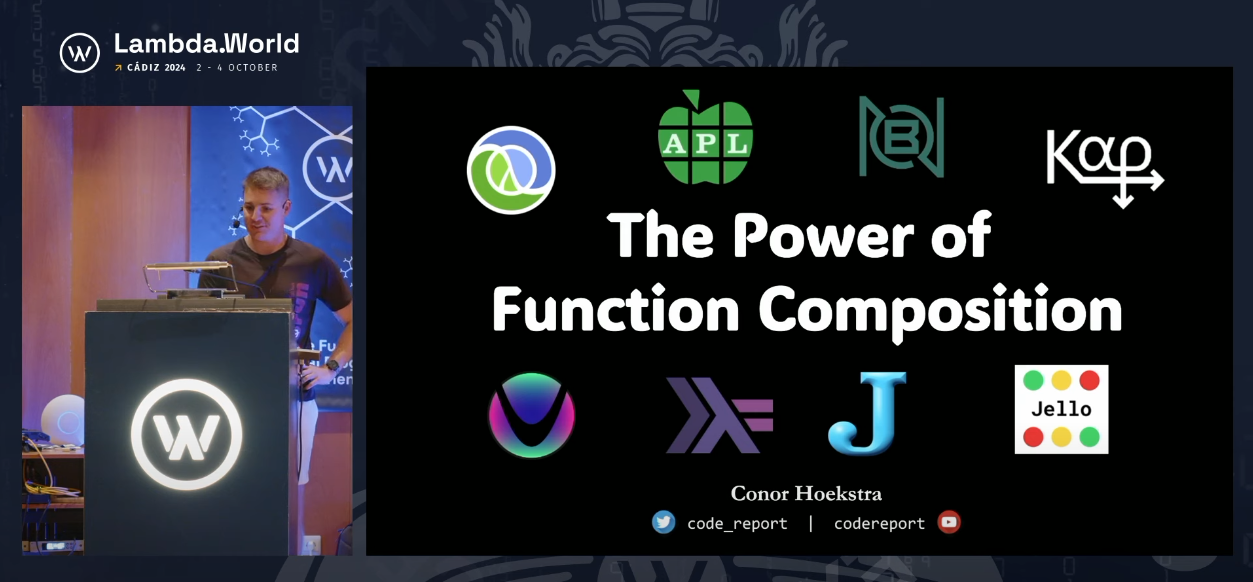 Lambda.World
CÁDIZ 2024 2 - 4 OCTOBER
APL
BQN
Kap
The Power of
Function Composition
J
Jello
Conor Hoekstra
code_report | codereport
W
W
W